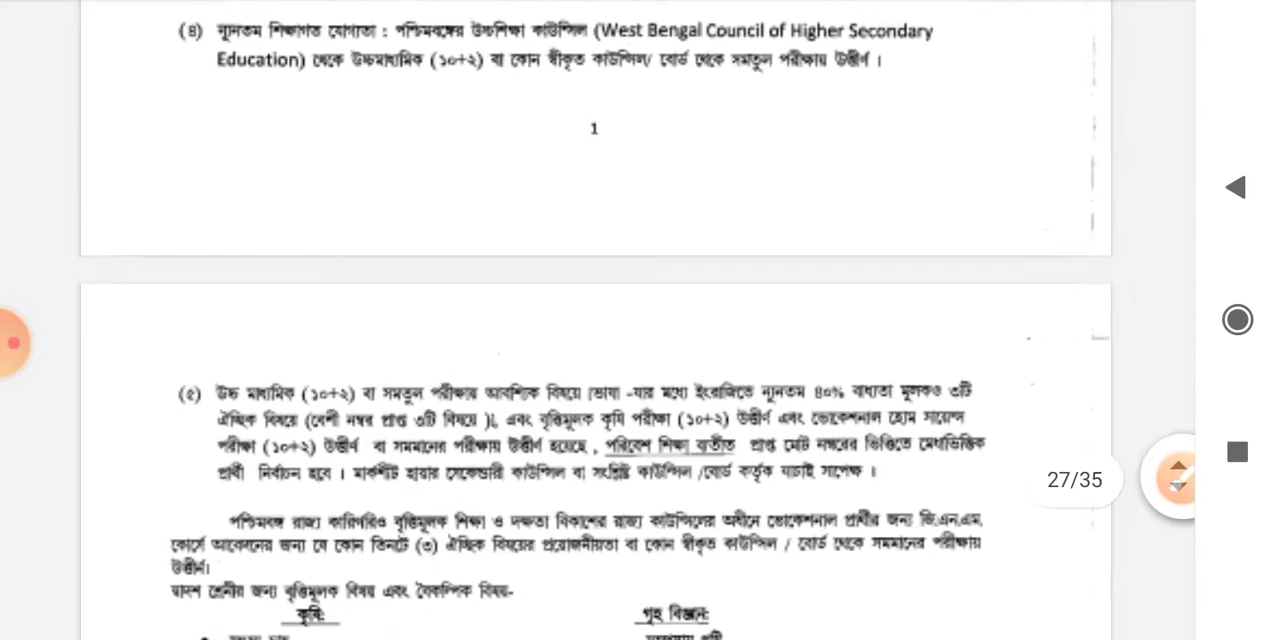 (৪) ন্যূনতম শিক্ষাগত যোগ্যতা : পশ্চিমবঙ্গের উচ্চশিক্ষা কাউন্সিল (West Bengal Council of Higher Secondary
Education) থেকে উচ্চমাধ্যমিক (১০+২) বা কোন স্বীকৃত কাউন্সিল/ বোর্ড থেকে সমতুল পরীক্ষায় উত্তীর্ণ ।
1
(৫) উচ্চ মাধ্যমিক (১০+২) বা সমতুল পরীক্ষায় আবশ্যিক বিষয়ে [ভাষা -যার মধ্যে ইংরাজিতে ন্যূনতম ৪০% বাধ্যতা মূলকও ৩টি
ঐচ্ছিক বিষয়ে (বেশী নম্বর প্রাপ্ত ৩টি বিষয়ে )], এবং বৃত্তিমূলক কৃষি পরীক্ষা (১০+২) উত্তীর্ণ এবং ভোকেশনাল হোম সায়েন্স
পরীক্ষা (১০+২) উত্তীর্ণ বা সমমানের পরীক্ষায় উত্তীর্ণ হয়েছে , পরিবেশ শিক্ষা ব্যতীত প্রাপ্ত মোট নম্বরের ভিত্তিতে মেধাভিত্তিক
প্রার্থী নির্বাচন হবে । মার্কশীট হায়ার সেকেন্ডারী কাউন্সিল বা সংশ্লিষ্ট কাউন্সিল /বোর্ড কর্তৃক যাচাই সাপেক্ষ ।
27/35
পশ্চিমবঙ্গ রাজ্য কারিগরিও বৃত্তিমূলক শিক্ষা ও দক্ষতা বিকাশের রাজ্য কাউন্সিলের অধীনে ভোকেশনাল প্রার্থীর জন্য জি.এন.এম.
কোর্সে আবেদনের জন্য যে কোন তিনটে (৩) ঐচ্ছিক বিষয়ের প্রয়োজনীয়তা বা কোন স্বীকৃত কাউন্সিল / বোর্ড থেকে সমমানের পরীক্ষায়
উত্তীর্ণ।
দ্বাদশ শ্রেনীর জন্য বৃত্তিমূলক বিষয় এবং বৈকল্পিক বিষয়-
কৃষি: গৃহ বিজ্ঞান: